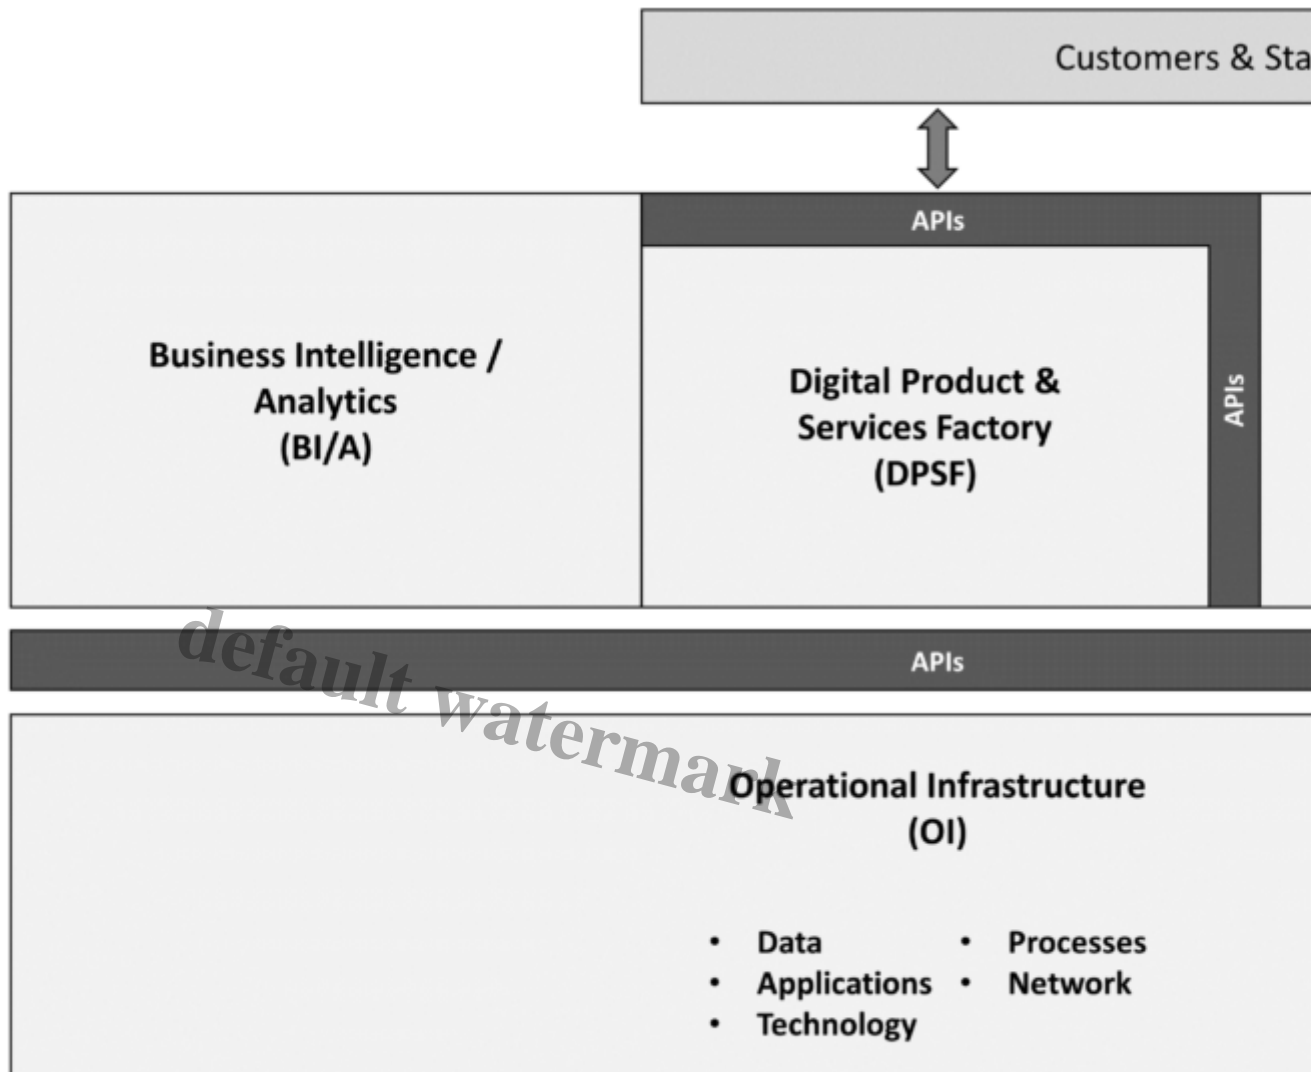 Customers & Sta
APIs
Business Intelligence /
Analytics
(BI/A)
Digital Product &
Services Factory
(DPSF)
APIs
APIs
default watermark
Operational Infrastructure
(OI)
• Data
• Applications
• Technology
• Processes
• Network